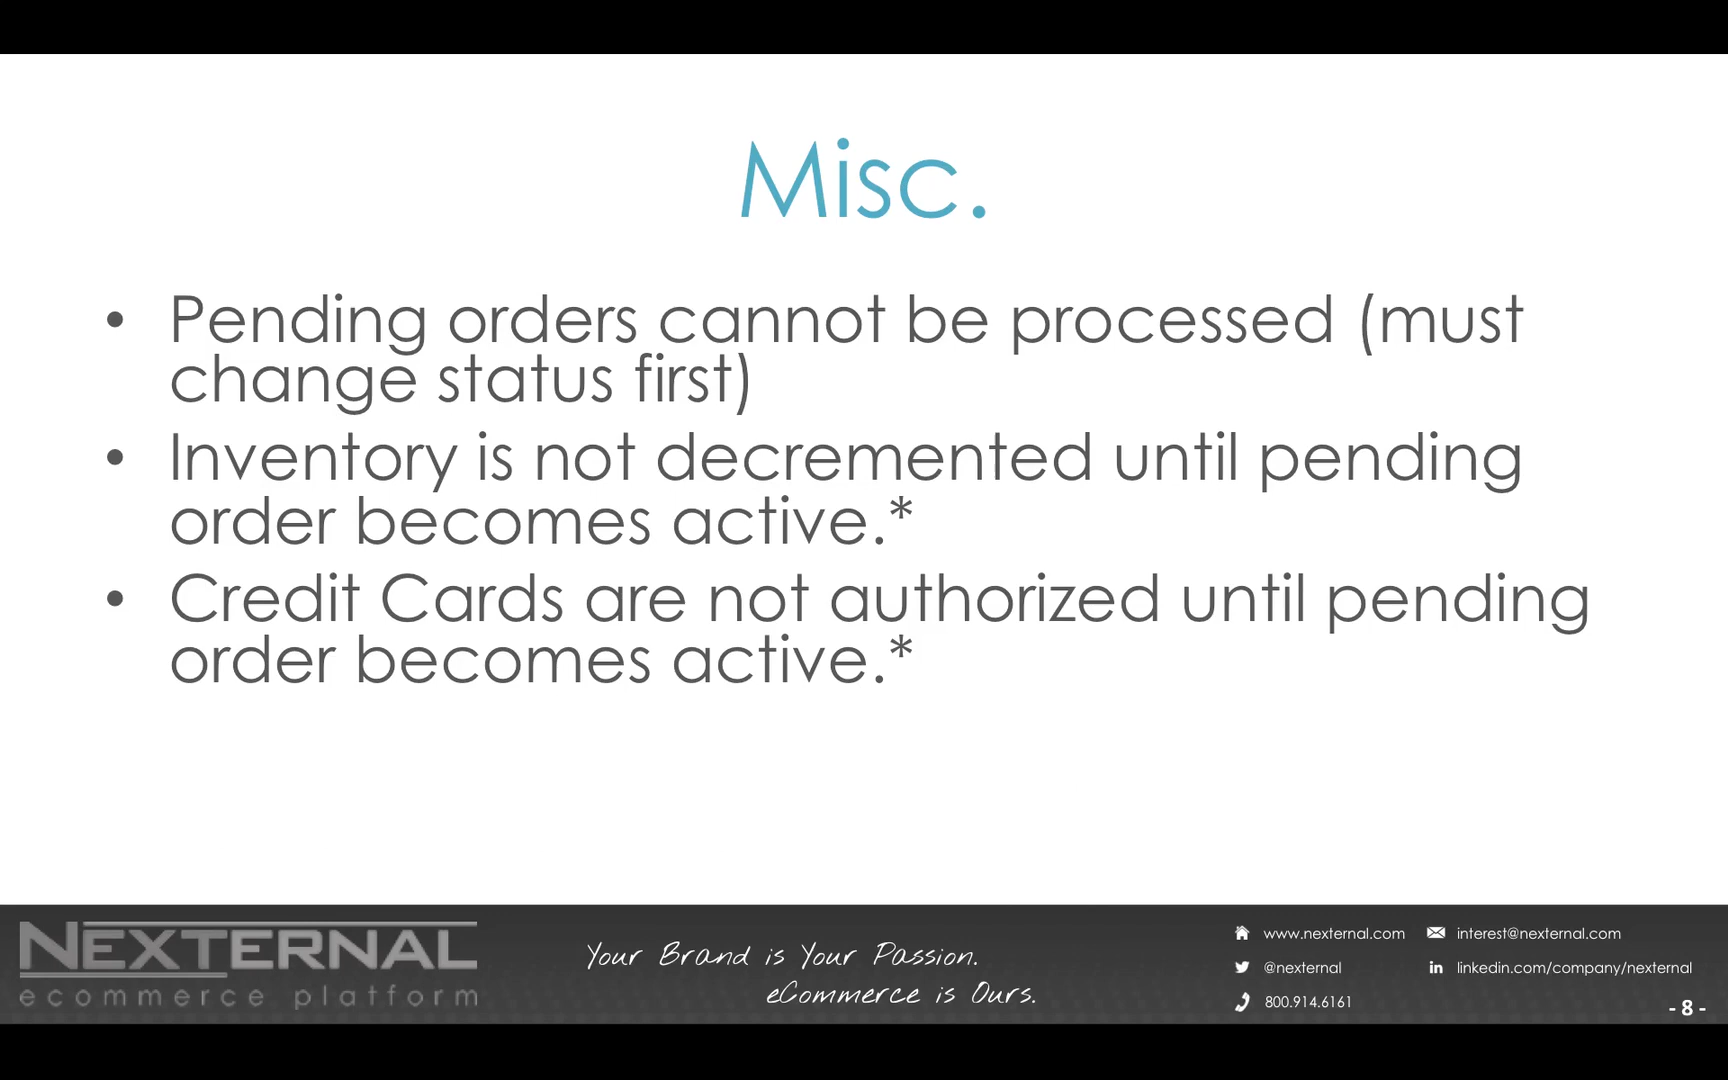 Misc.
• Pending orders cannot be processed (must
change status first)
• Inventory is not decremented until pending
order becomes active.*
• Credit Cards are not authorized until pending
order becomes active.*
NEXTERNAL
ecommerce platform
Your Brand is Your Passion.
eCommerce is Ours.
www.nexternal.com
interest@nexternal.com
@nexternal
linkedin.com/company/nexternal
800.914.6161
- 8 -